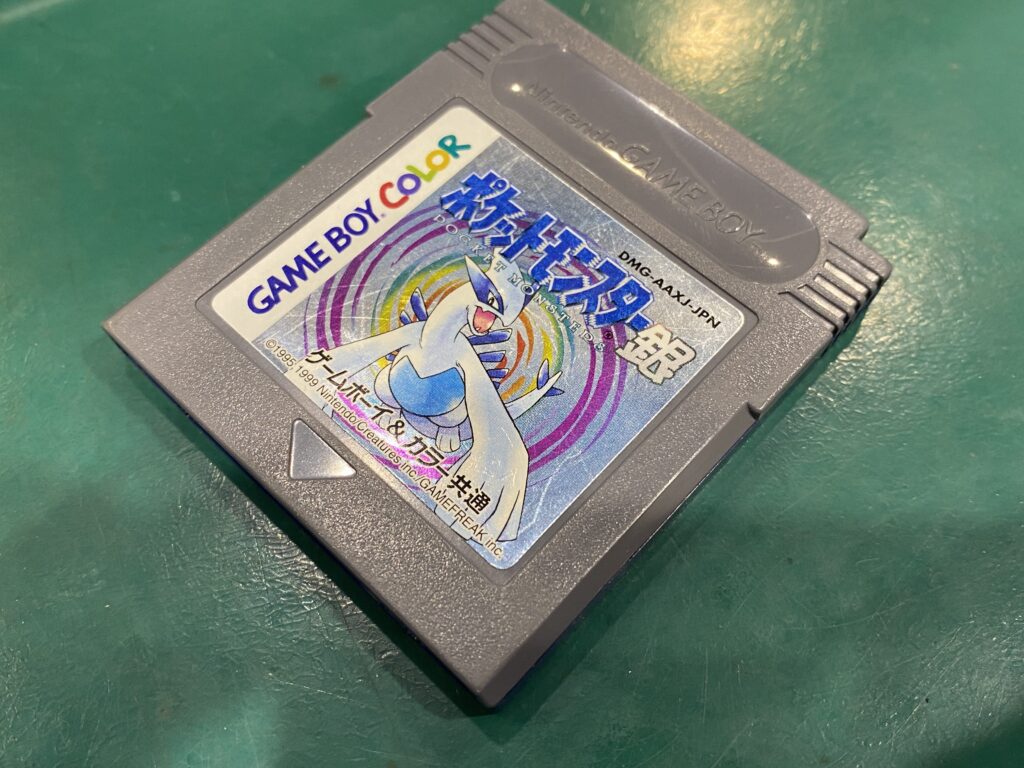 Nintendo GAME BOY
GAME BOY COLOR
ポケットモンスター
POCKET MONSTERS
銀
DMG-AAXJ-JPN
ゲームボーイ & カラー共通
©1995,1999 Nintendo/Creatures inc./GAMEFREAK inc.